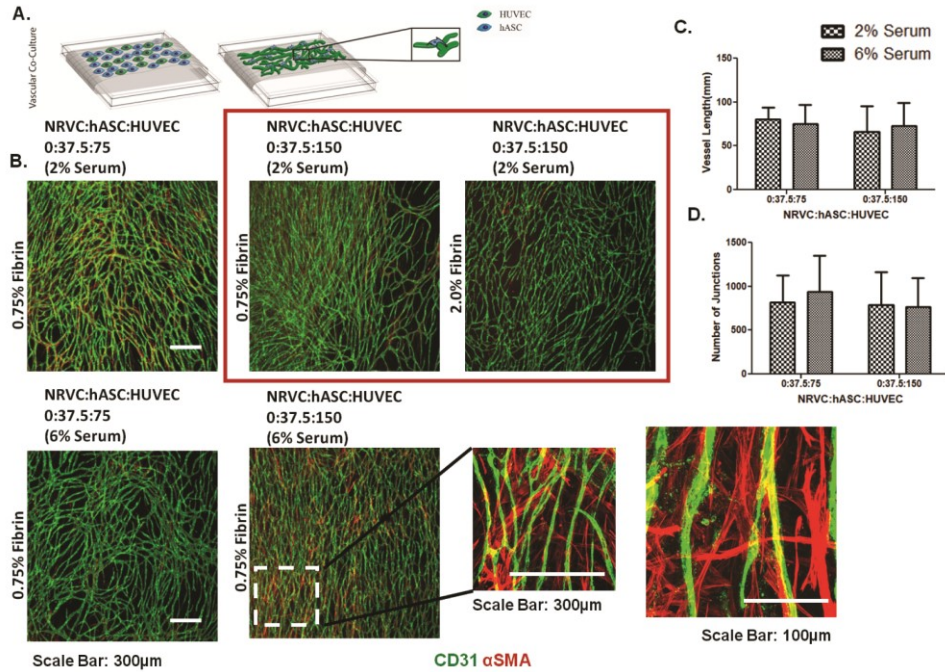 A.
Vascular Co-Culture
HUVEC
hASC
C.
2% Serum
6% Serum
Vessel Length(mm)
150
100
50
0
0:37.5:75
0:37.5:150
NRVC:hASC:HUVEC
B.
NRVC:hASC:HUVEC
0:37.5:75
(2% Serum)
0.75% Fibrin
NRVC:hASC:HUVEC
0:37.5:150
(2% Serum)
0.75% Fibrin
NRVC:hASC:HUVEC
0:37.5:150
(2% Serum)
2.0% Fibrin
D.
Number of Junctions
1500
1000
500
0
0:37.5:75
0:37.5:150
NRVC:hASC:HUVEC
NRVC:hASC:HUVEC
0:37.5:75
(6% Serum)
0.75% Fibrin
Scale Bar: 300µm
NRVC:hASC:HUVEC
0:37.5:150
(6% Serum)
0.75% Fibrin
Scale Bar: 300µm
Scale Bar: 100µm
CD31 αSMA